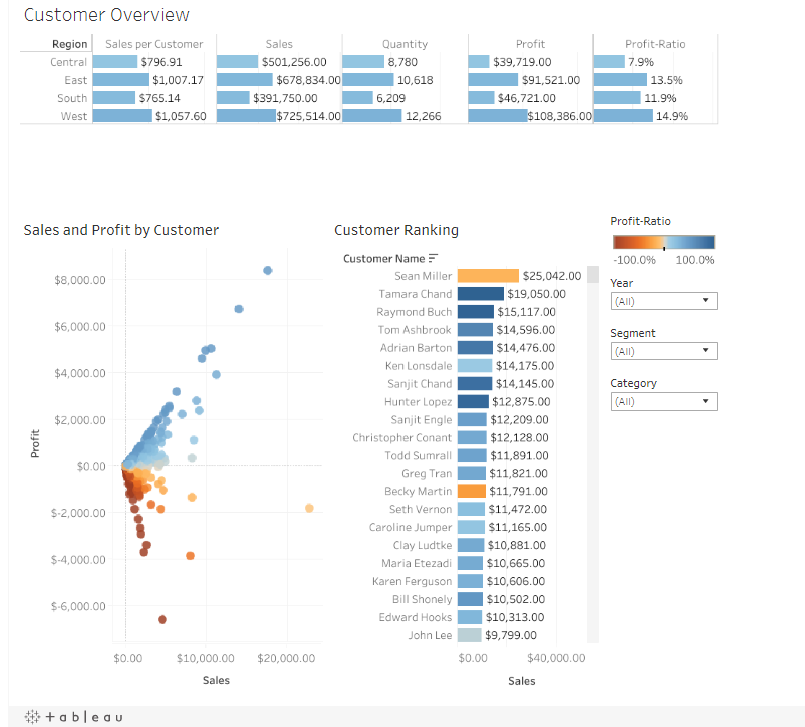 Customer Overview
Region Sales per Customer Sales Quantity Profit Profit-Ratio
Central $796.91 $501,256.00 8,780 $39,719.00 7.9%
East $1,007.17 $678,834.00 10,618 $91,521.00 13.5%
South $765.14 $391,750.00 6,209 $46,721.00 11.9%
West $1,057.60 $725,514.00 12,266 $108,386.00 14.9%
Sales and Profit by Customer
$8,000.00
$6,000.00
$4,000.00
$2,000.00
$0.00
$-2,000.00
$-4,000.00
$-6,000.00
Profit
$0.00 $10,000.00 $20,000.00
Sales
Customer Ranking
Customer Name
Sean Miller $25,042.00
Tamara Chand $19,050.00
Raymond Buch $15,117.00
Tom Ashbrook $14,596.00
Adrian Barton $14,476.00
Ken Lonsdale $14,175.00
Sanjit Chand $14,145.00
Hunter Lopez $12,875.00
Sanjit Engle $12,209.00
Christopher Conant $12,128.00
Todd Sumrall $11,891.00
Greg Tran $11,821.00
Becky Martin $11,791.00
Seth Vernon $11,472.00
Caroline Jumper $11,165.00
Clay Ludtke $10,881.00
Maria Etezadi $10,665.00
Karen Ferguson $10,606.00
Bill Shonely $10,502.00
Edward Hooks $10,313.00
John Lee $9,799.00
$0.00 $40,000.00
Sales
Profit-Ratio
-100.0% 100.0%
Year
(All)
Segment
(All)
Category
(All)
+ a b | e a u